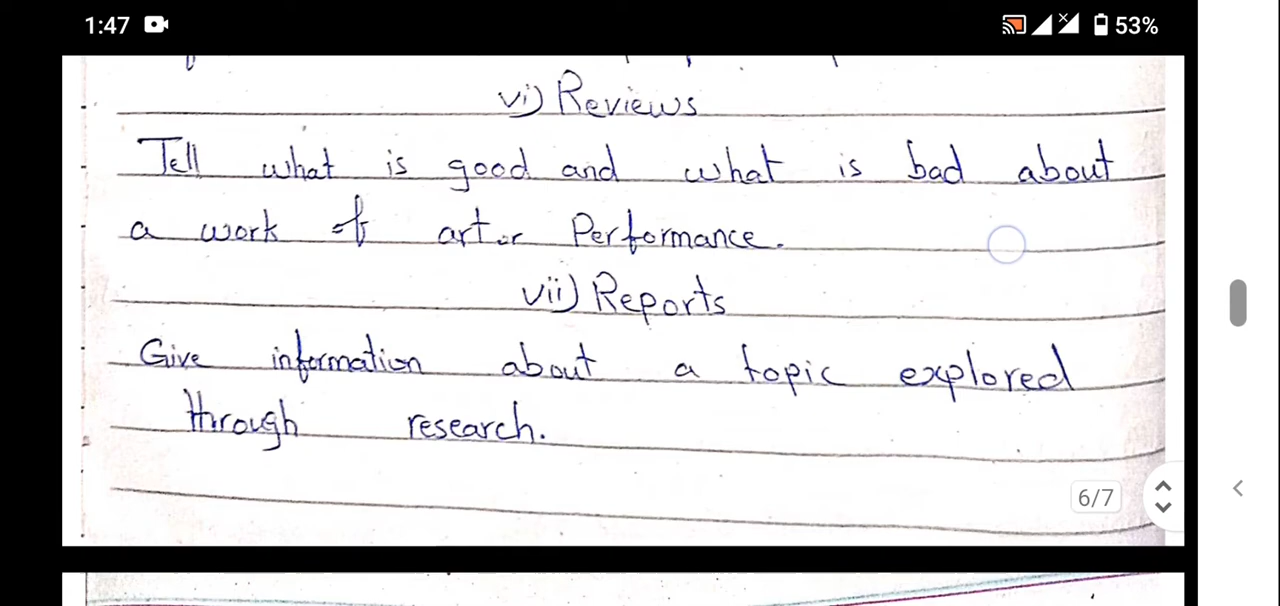 1:47
53%
vi) Reviews
Tell what is good and what is bad about
a work of art or Performance.
vii) Reports
Give information about a topic explored
through research.
6/7